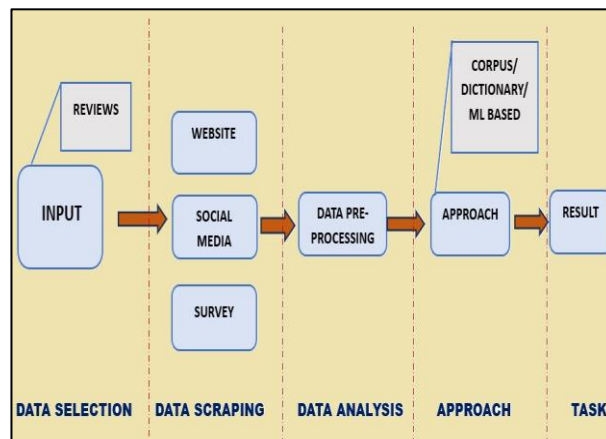 REVIEWS
INPUT
WEBSITE
SOCIAL
MEDIA
SURVEY
DATA PRE-
PROCESSING
CORPUS/
DICTIONARY/
ML BASED
APPROACH
RESULT
DATA SELECTION
DATA SCRAPING
DATA ANALYSIS
APPROACH
TASK